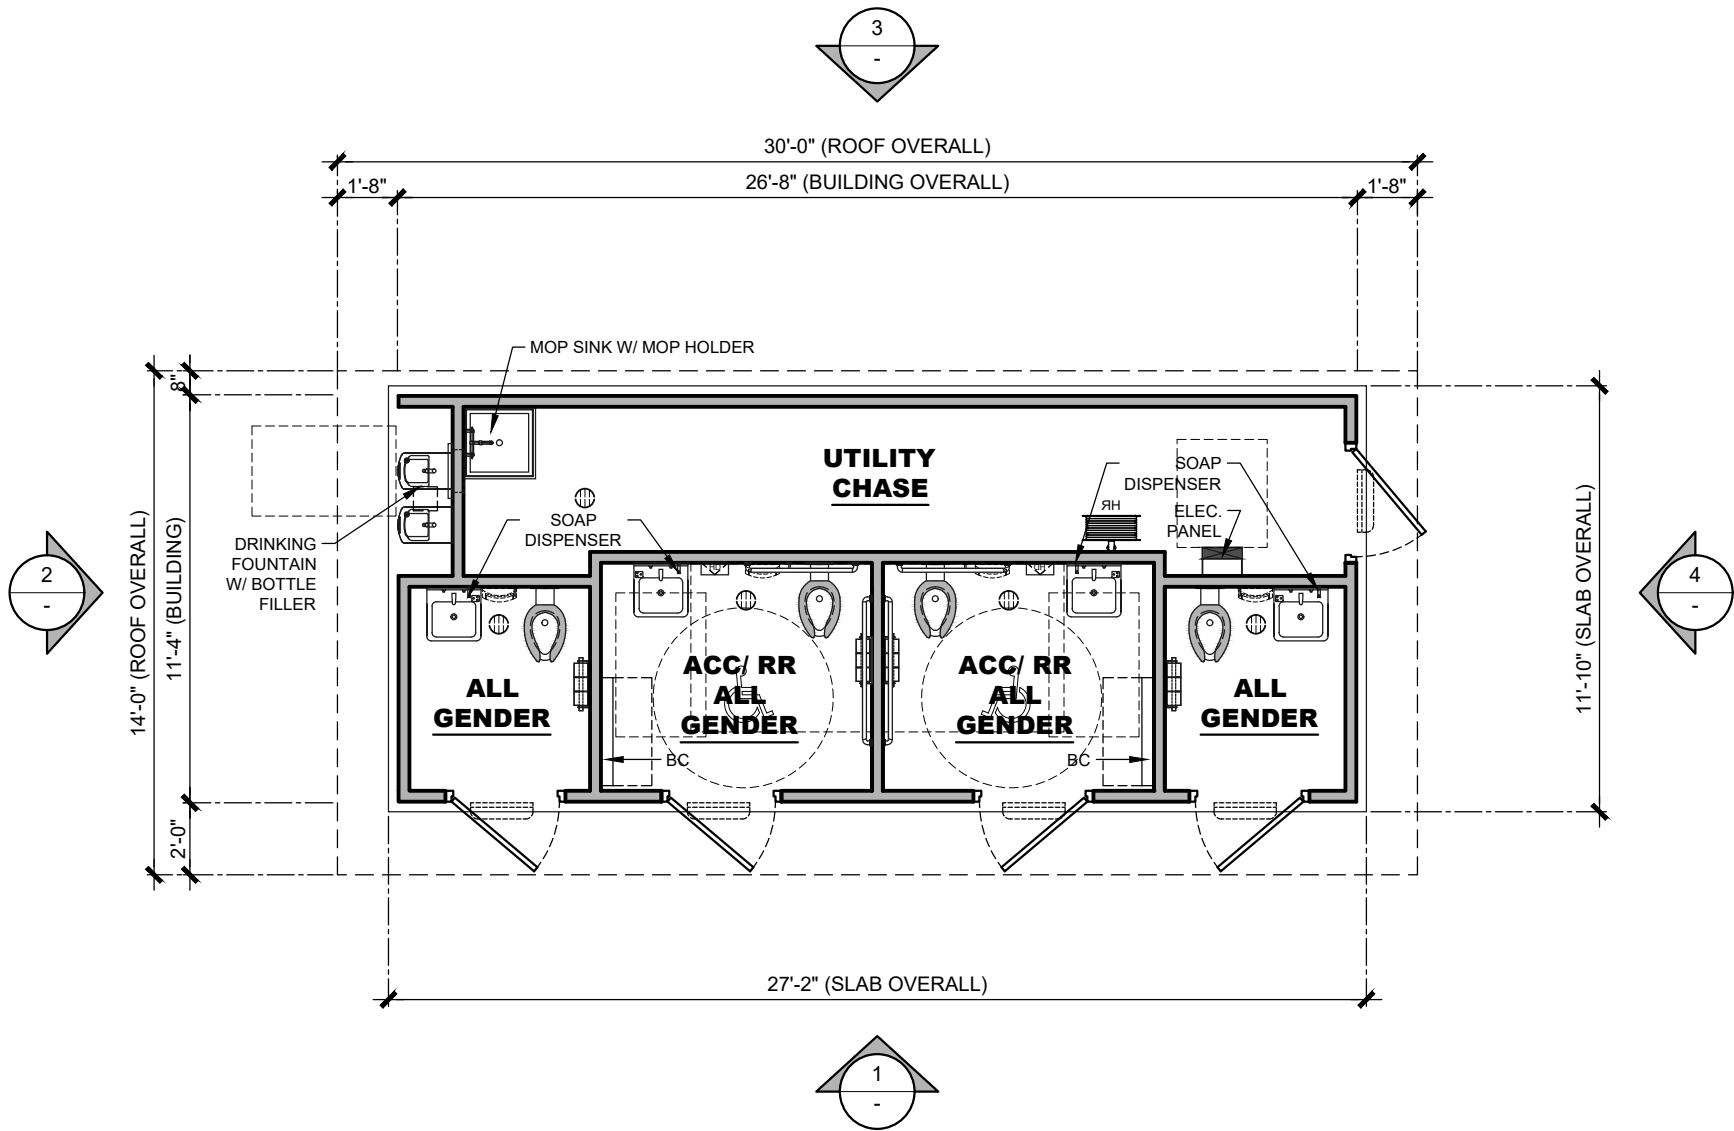 3
-
30'-0" (ROOF OVERALL)
1'-8"
26'-8" (BUILDING OVERALL)
1'-8"
MOP SINK W/ MOP HOLDER
8"
UTILITY
CHASE
SOAP
DISPENSER
HR
ELEC.
PANEL
SOAP
DISPENSER
DRINKING
FOUNTAIN
W/ BOTTLE
FILLER
14'-0" (ROOF OVERALL)
11'-4" (BUILDING)
2'-0"
11'-10" (SLAB OVERALL)
2
-
4
-
ALL
GENDER
ACC/ RR
ALL
GENDER
ACC/ RR
ALL
GENDER
ALL
GENDER
BC
BC
27'-2" (SLAB OVERALL)
1
-